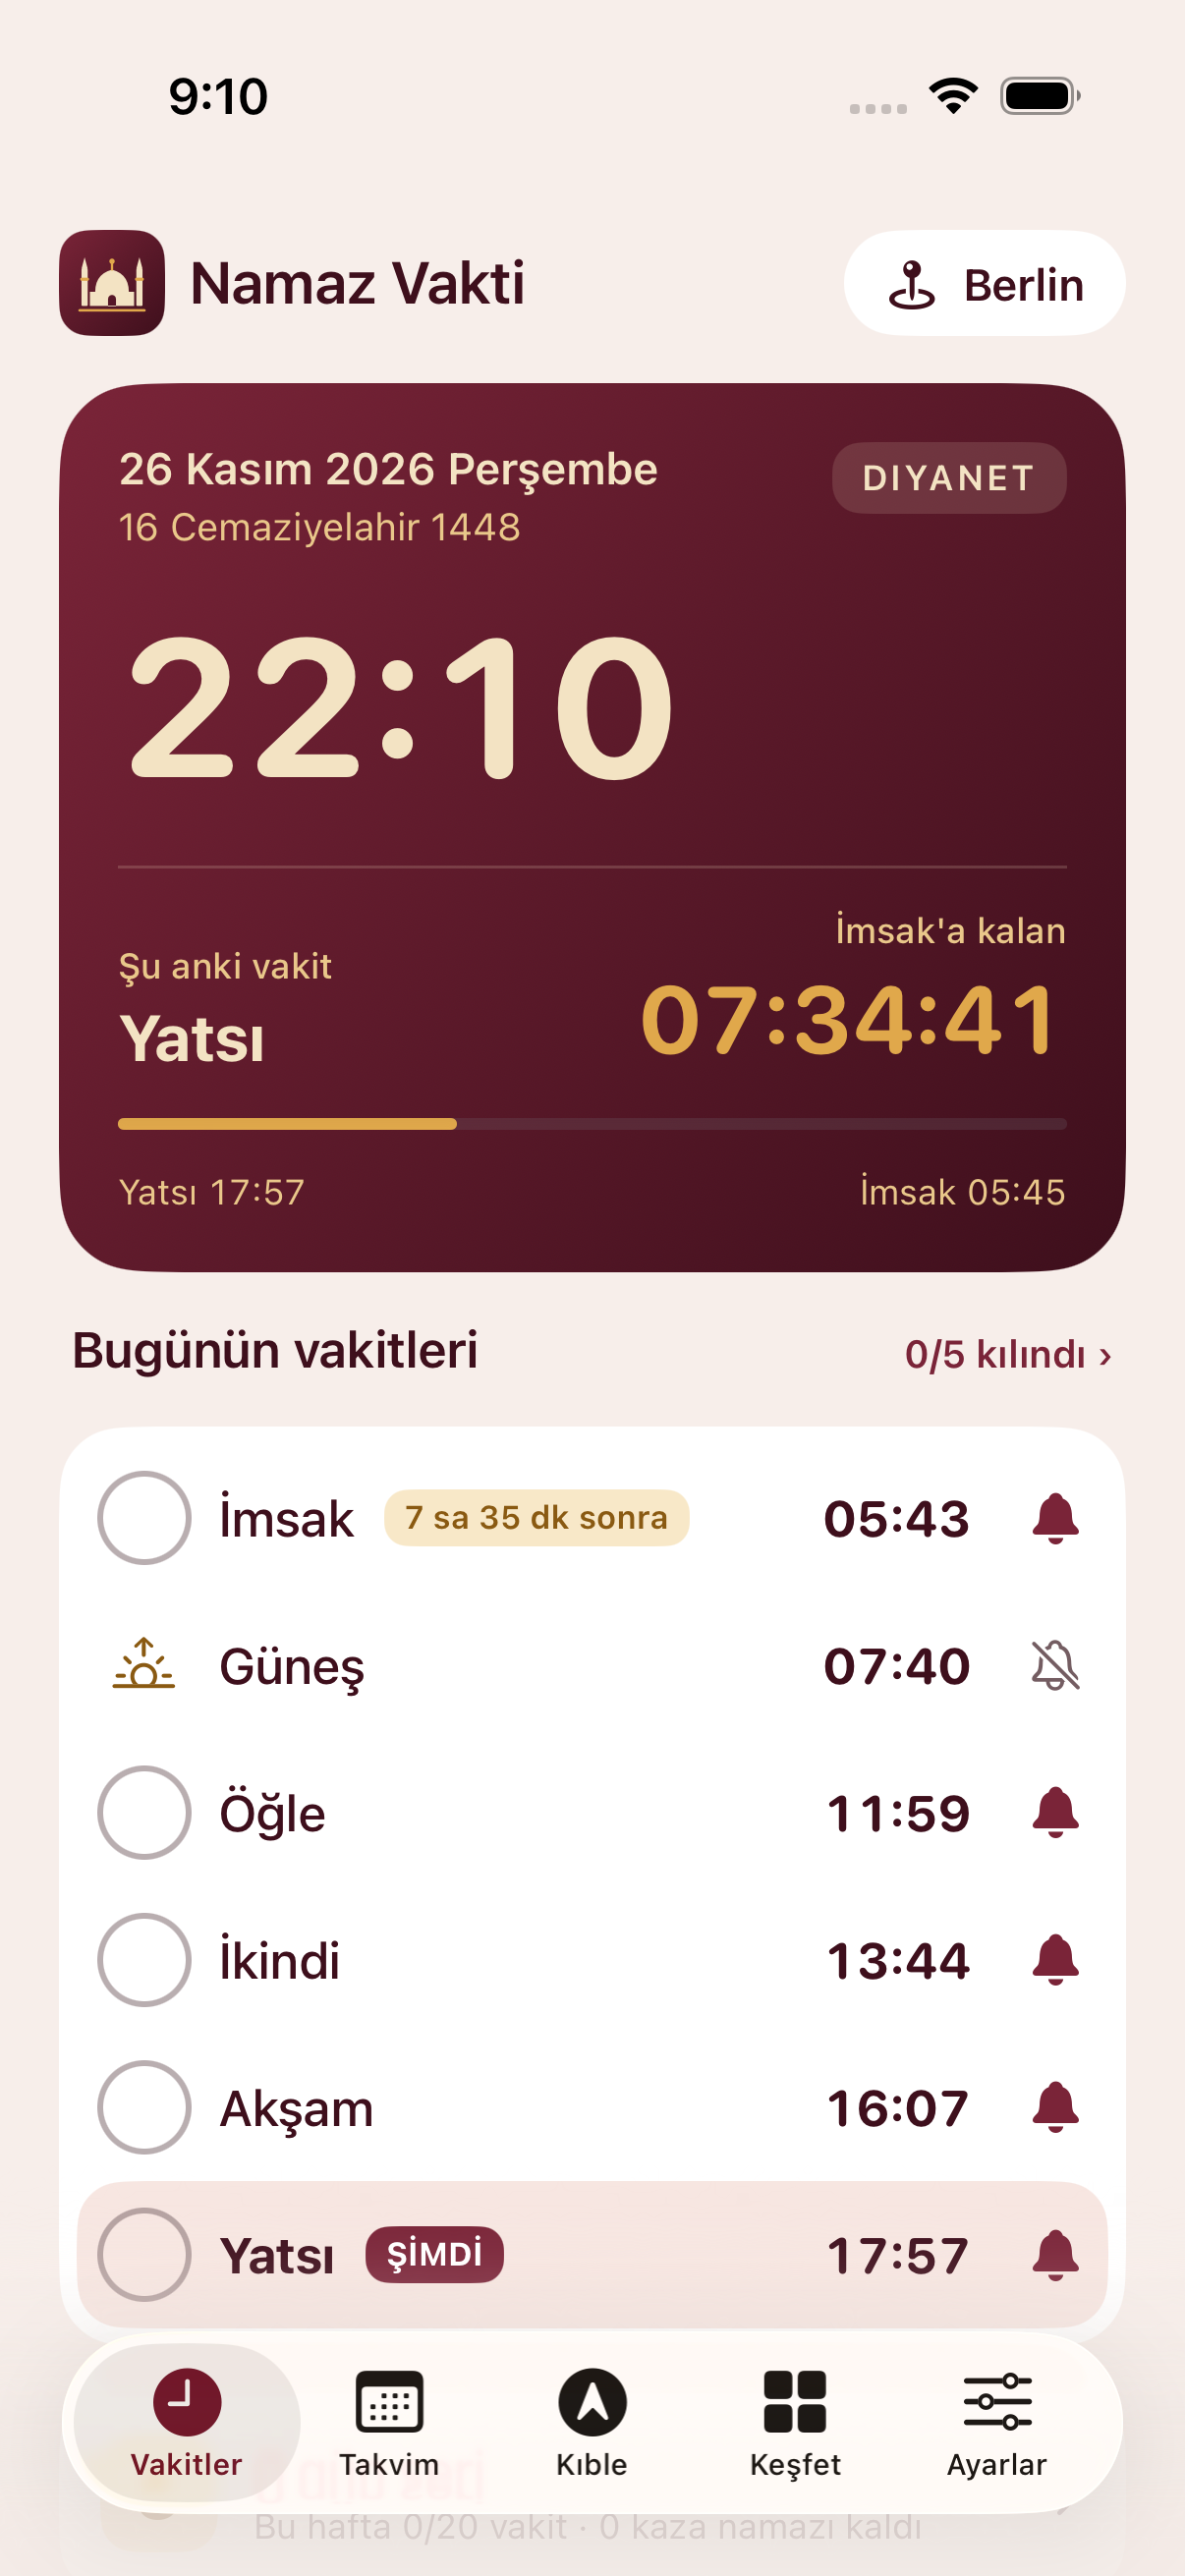 9:10
Namaz Vakti
Berlin
26 Kasım 2026 Perşembe
DIYANET
16 Cemaziyelahir 1448
22:10
İmsak'a kalan
Şu anki vakit
07:34:41
Yatsı
Yatsı 17:57
İmsak 05:45
Bugünün vakitleri
0/5 kılındı ›
İmsak 7 sa 35 dk sonra 05:43
Güneş 07:40
Öğle 11:59
İkindi 13:44
Akşam 16:07
Yatsı ŞİMDİ 17:57
Vakitler
Takvim
Kıble
Keşfet
Ayarlar
Bu hafta 0/20 vakit · 0 kaza namazı kaldı